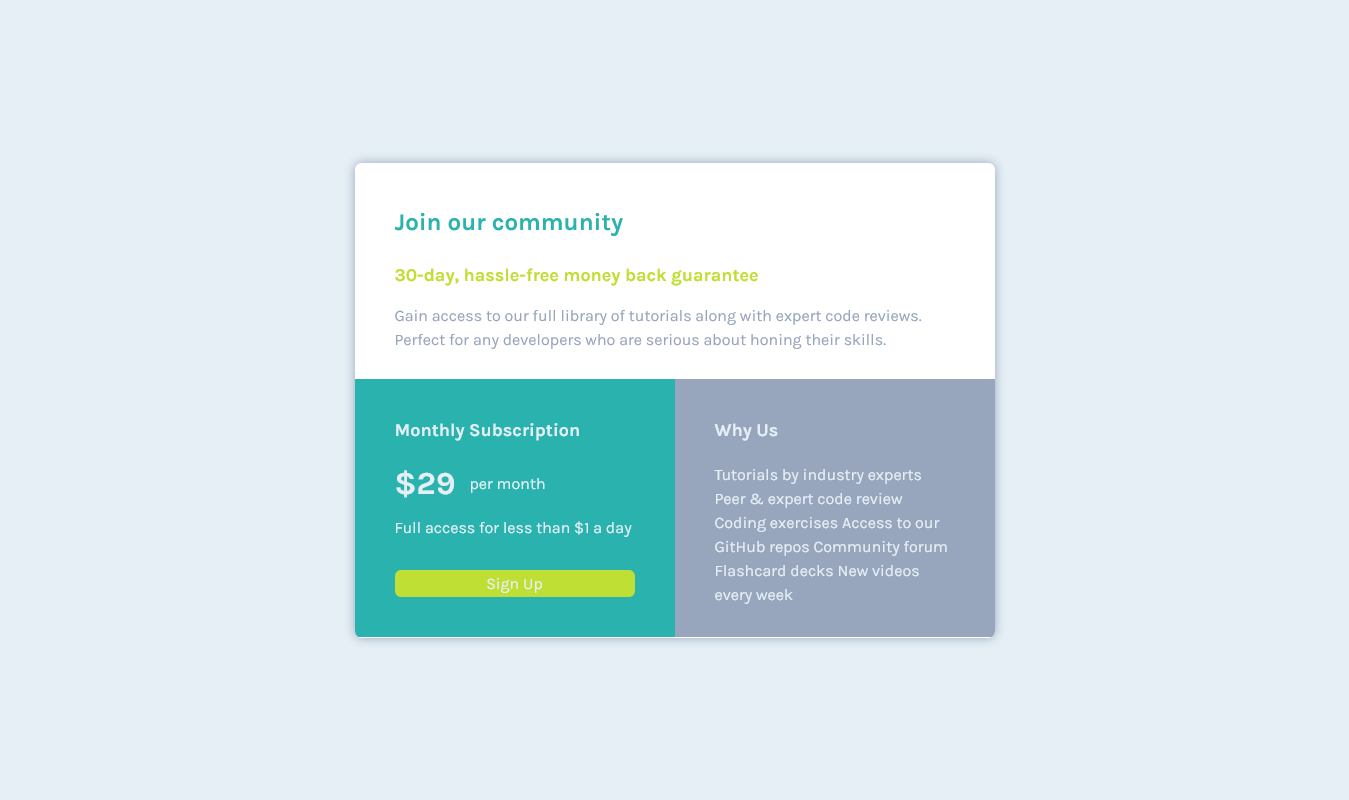 Join our community
30-day, hassle-free money back guarantee
Gain access to our full library of tutorials along with expert code reviews.
Perfect for any developers who are serious about honing their skills.
Monthly Subscription
$29 per month
Full access for less than $1 a day
Sign Up
Why Us
Tutorials by industry experts
Peer & expert code review
Coding exercises Access to our
GitHub repos Community forum
Flashcard decks New videos
every week